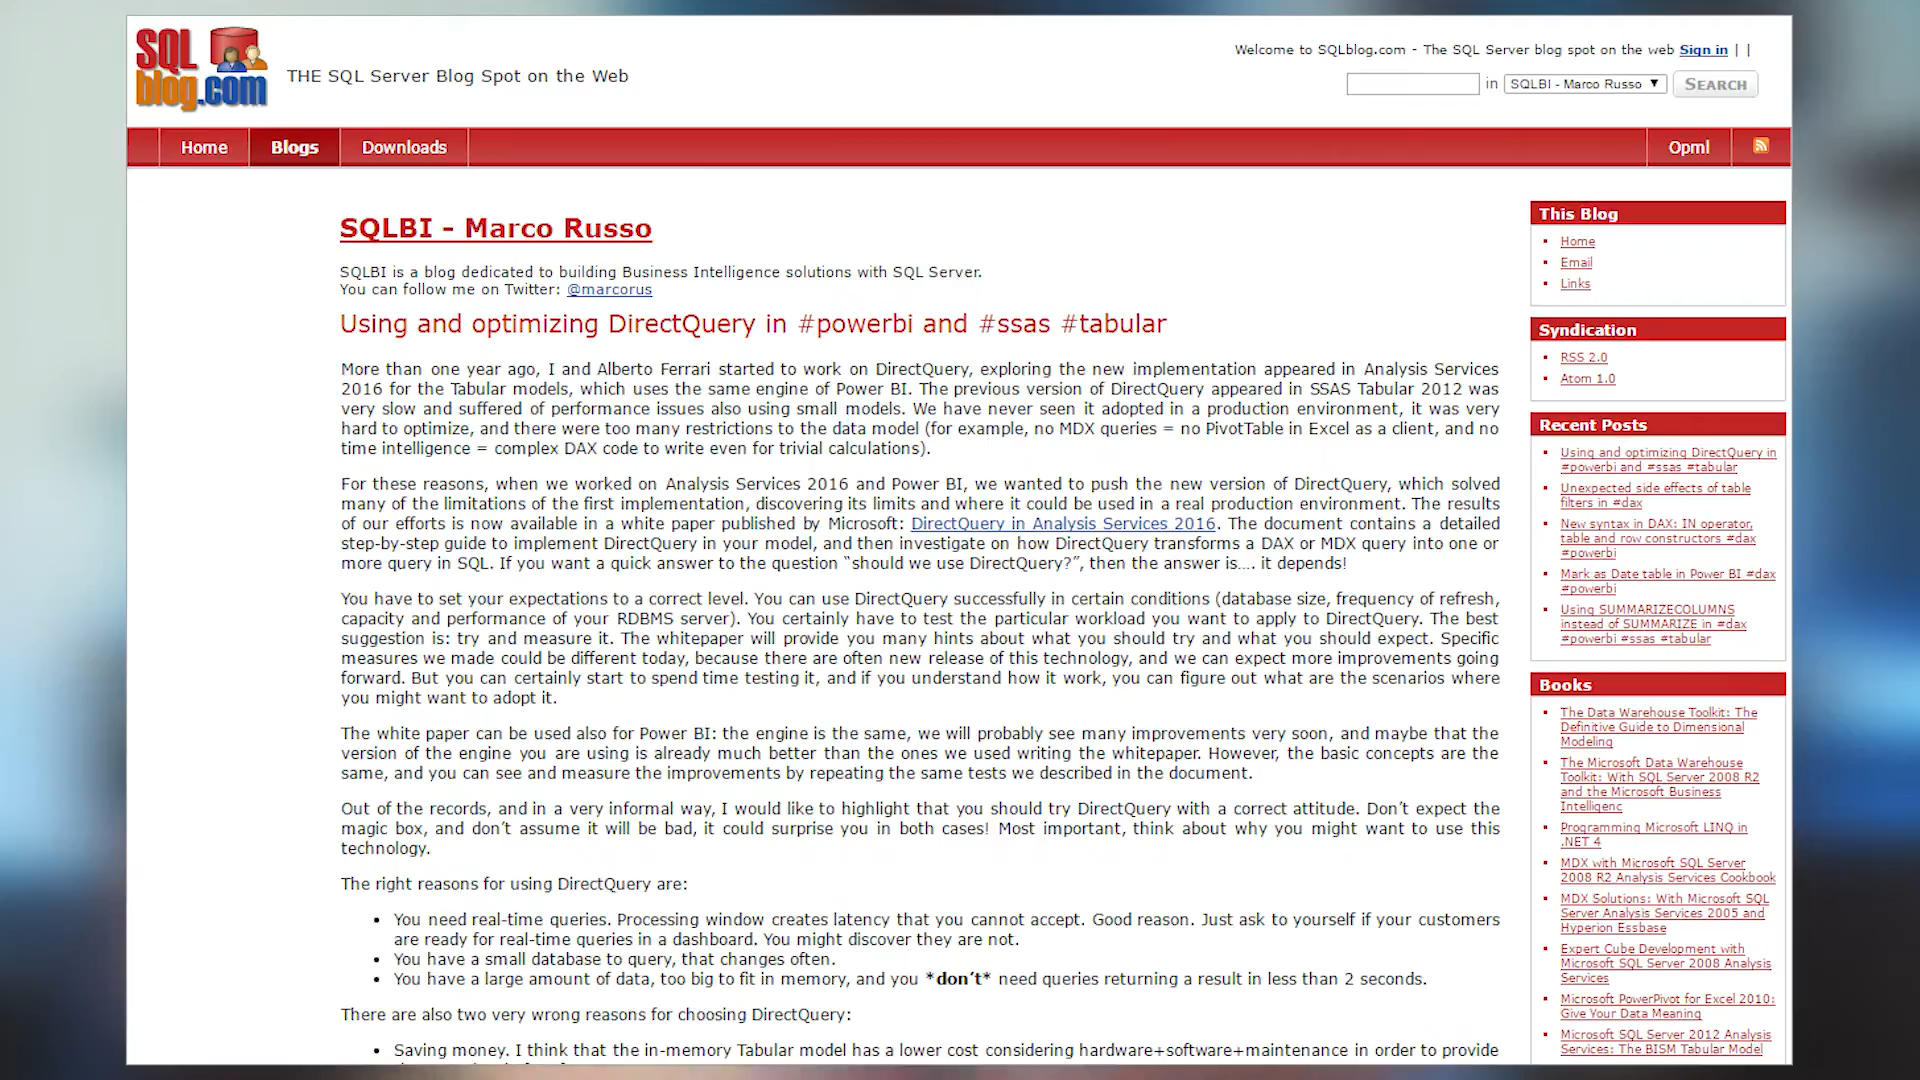 SQL
blog.com
THE SQL Server Blog Spot on the Web
Welcome to SQLblog.com - The SQL Server blog spot on the web Sign in | |
in SQLBI - Marco Russo SEARCH
Home Blogs Downloads Opml
SQLBI - Marco Russo
SQLBI is a blog dedicated to building Business Intelligence solutions with SQL Server.
You can follow me on Twitter: @marcorus
Using and optimizing DirectQuery in #powerbi and #ssas #tabular
More than one year ago, I and Alberto Ferrari started to work on DirectQuery, exploring the new implementation appeared in Analysis Services
2016 for the Tabular models, which uses the same engine of Power BI. The previous version of DirectQuery appeared in SSAS Tabular 2012 was
very slow and suffered of performance issues also using small models. We have never seen it adopted in a production environment, it was very
hard to optimize, and there were too many restrictions to the data model (for example, no MDX queries = no PivotTable in Excel as a client, and no
time intelligence = complex DAX code to write even for trivial calculations).
For these reasons, when we worked on Analysis Services 2016 and Power BI, we wanted to push the new version of DirectQuery, which solved
many of the limitations of the first implementation, discovering its limits and where it could be used in a real production environment. The results
of our efforts is now available in a white paper published by Microsoft: DirectQuery in Analysis Services 2016. The document contains a detailed
step-by-step guide to implement DirectQuery in your model, and then investigate on how DirectQuery transforms a DAX or MDX query into one or
more query in SQL. If you want a quick answer to the question “should we use DirectQuery?”, then the answer is…. it depends!
You have to set your expectations to a correct level. You can use DirectQuery successfully in certain conditions (database size, frequency of refresh,
capacity and performance of your RDBMS server). You certainly have to test the particular workload you want to apply to DirectQuery. The best
suggestion is: try and measure it. The whitepaper will provide you many hints about what you should try and what you should expect. Specific
measures we made could be different today, because there are often new release of this technology, and we can expect more improvements going
forward. But you can certainly start to spend time testing it, and if you understand how it work, you can figure out what are the scenarios where
you might want to adopt it.
The white paper can be used also for Power BI: the engine is the same, we will probably see many improvements very soon, and maybe that the
version of the engine you are using is already much better than the ones we used writing the whitepaper. However, the basic concepts are the
same, and you can see and measure the improvements by repeating the same tests we described in the document.
Out of the records, and in a very informal way, I would like to highlight that you should try DirectQuery with a correct attitude. Don’t expect the
magic box, and don’t assume it will be bad, it could surprise you in both cases! Most important, think about why you might want to use this
technology.
The right reasons for using DirectQuery are:
• You need real-time queries. Processing window creates latency that you cannot accept. Good reason. Just ask to yourself if your customers
are ready for real-time queries in a dashboard. You might discover they are not.
• You have a small database to query, that changes often.
• You have a large amount of data, too big to fit in memory, and you *don’t* need queries returning a result in less than 2 seconds.
There are also two very wrong reasons for choosing DirectQuery:
• Saving money. I think that the in-memory Tabular model has a lower cost considering hardware+software+maintenance in order to provide
This Blog
Home
Email
Links
Syndication
RSS 2.0
Atom 1.0
Recent Posts
Using and optimizing DirectQuery in
#powerbi and #ssas #tabular
Unexpected side effects of table
filters in #dax
New syntax in DAX: IN operator,
table and row constructors #dax
#powerbi
Mark as Date table in Power BI #dax
#powerbi
Using SUMMARIZECOLUMNS
instead of SUMMARIZE in #dax
#powerbi #ssas #tabular
Books
The Data Warehouse Toolkit: The
Definitive Guide to Dimensional
Modeling
The Microsoft Data Warehouse
Toolkit: With SQL Server 2008 R2
and the Microsoft Business
Intelligenc
Programming Microsoft LINQ in
.NET 4
MDX with Microsoft SQL Server
2008 R2 Analysis Services Cookbook
MDX Solutions: With Microsoft SQL
Server Analysis Services 2005 and
Hyperion Essbase
Expert Cube Development with
Microsoft SQL Server 2008 Analysis
Services
Microsoft PowerPivot for Excel 2010:
Give Your Data Meaning
Microsoft SQL Server 2012 Analysis
Services: The BISM Tabular Model